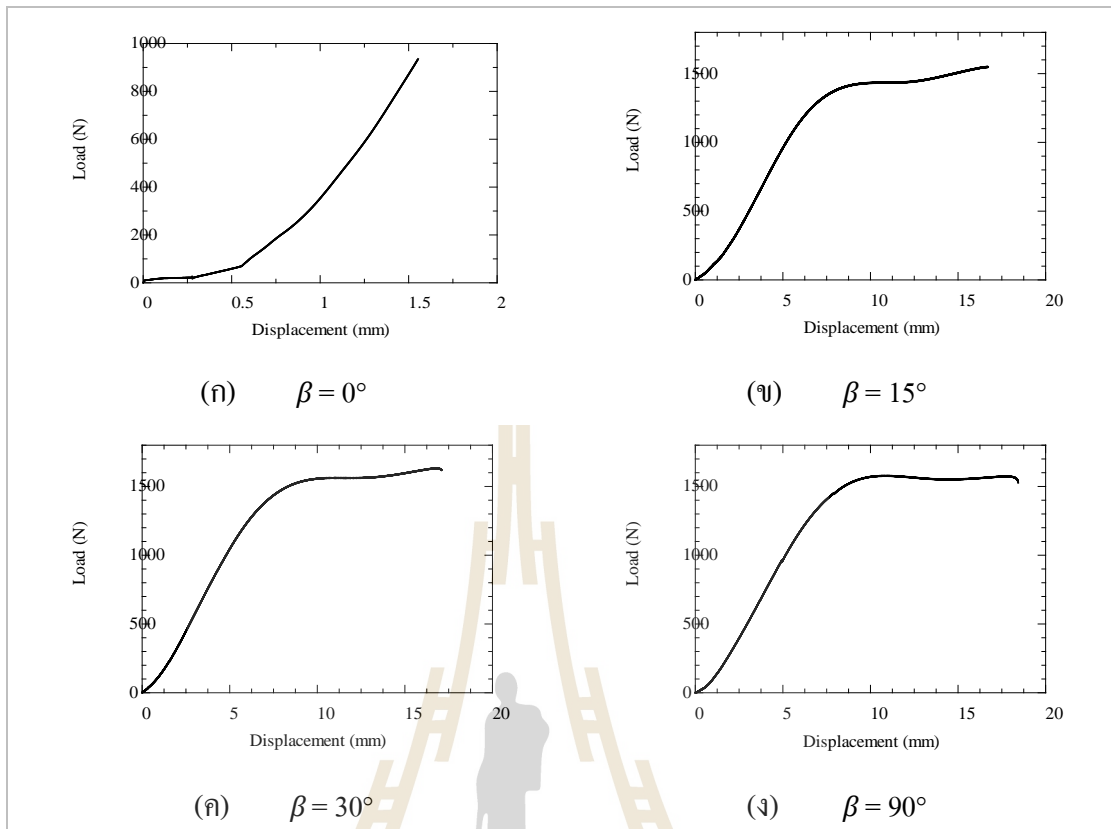 1000
800
600
400
200
0
Load (N)
0 0.5 1 1.5 2
Displacement (mm)
(ก) β = 0°
1500
1000
500
0
Load (N)
0 5 10 15 20
Displacement (mm)
(ข) β = 15°
1500
1000
500
0
Load (N)
0 5 10 15 20
Displacement (mm)
(ค) β = 30°
1500
1000
500
0
Load (N)
0 5 10 15 20
Displacement (mm)
(ง) β = 90°